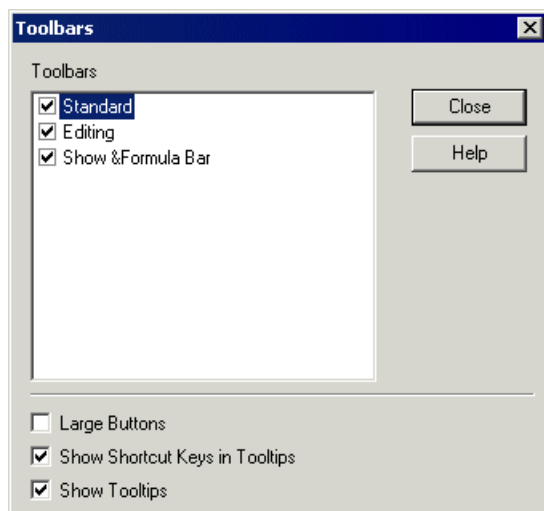 Toolbars
Toolbars
Standard
Editing
Show &Formula Bar
Close
Help
Large Buttons
Show Shortcut Keys in Tooltips
Show Tooltips